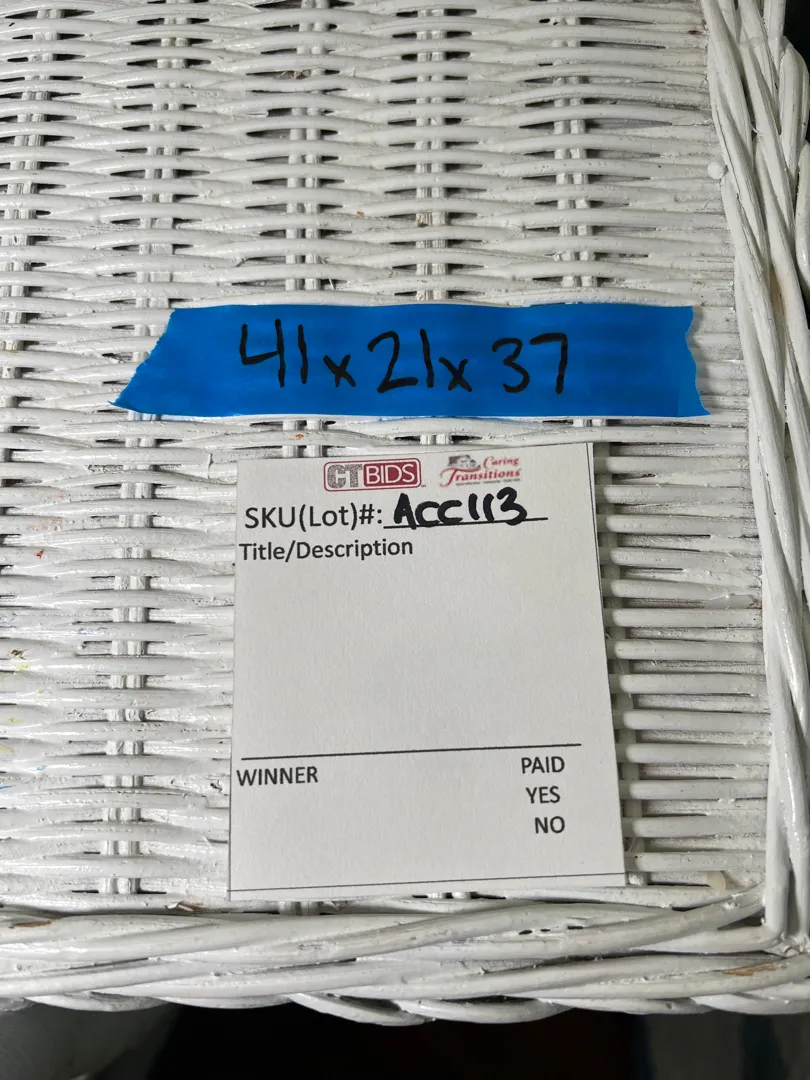 41x21x37
CTBIDS Caring Transitions
SKU(Lot)#: ACC113
Title/Description
WINNER PAID
YES
NO